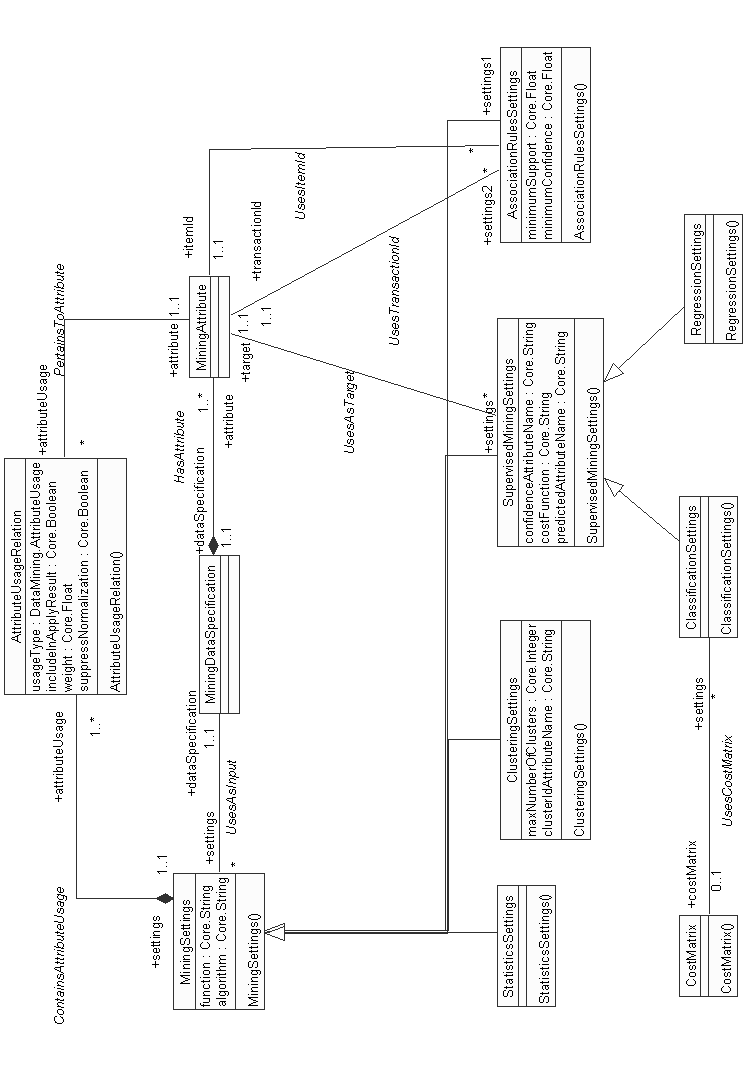 ContainsAttributeUsage
+settings
1..1
+attributeUsage
1..*
AttributeUsageRelation
usageType : DataMining.AttributeUsage
includeInApplyResult : Core.Boolean
weight : Core.Float
suppressNormalization : Core.Boolean
AttributeUsageRelation()
+attributeUsage
*
PertainsToAttribute
+attribute
1..1
MiningSettings
function : Core.String
algorithm : Core.String
MiningSettings()
+settings
*
UsesAsInput
+dataSpecification
1..1
MiningDataSpecification
+dataSpecification
1..1
HasAttribute
1..*
+attribute
MiningAttribute
+itemId
1..1
+transactionId
1..1
+target
1..1
UsesItemId
UsesTransactionId
UsesAsTarget
StatisticsSettings
StatisticsSettings()
ClusteringSettings
maxNumberOfClusters : Core.Integer
clusterIdAttributeName : Core.String
ClusteringSettings()
+settings
*
SupervisedMiningSettings
confidenceAttributeName : Core.String
costFunction : Core.String
predictedAttributeName : Core.String
SupervisedMiningSettings()
+settings2
*
*
+settings1
AssociationRulesSettings
minimumSupport : Core.Float
minimumConfidence : Core.Float
AssociationRulesSettings()
CostMatrix
CostMatrix()
+costMatrix
0..1
UsesCostMatrix
+settings
*
ClassificationSettings
ClassificationSettings()
RegressionSettings
RegressionSettings()